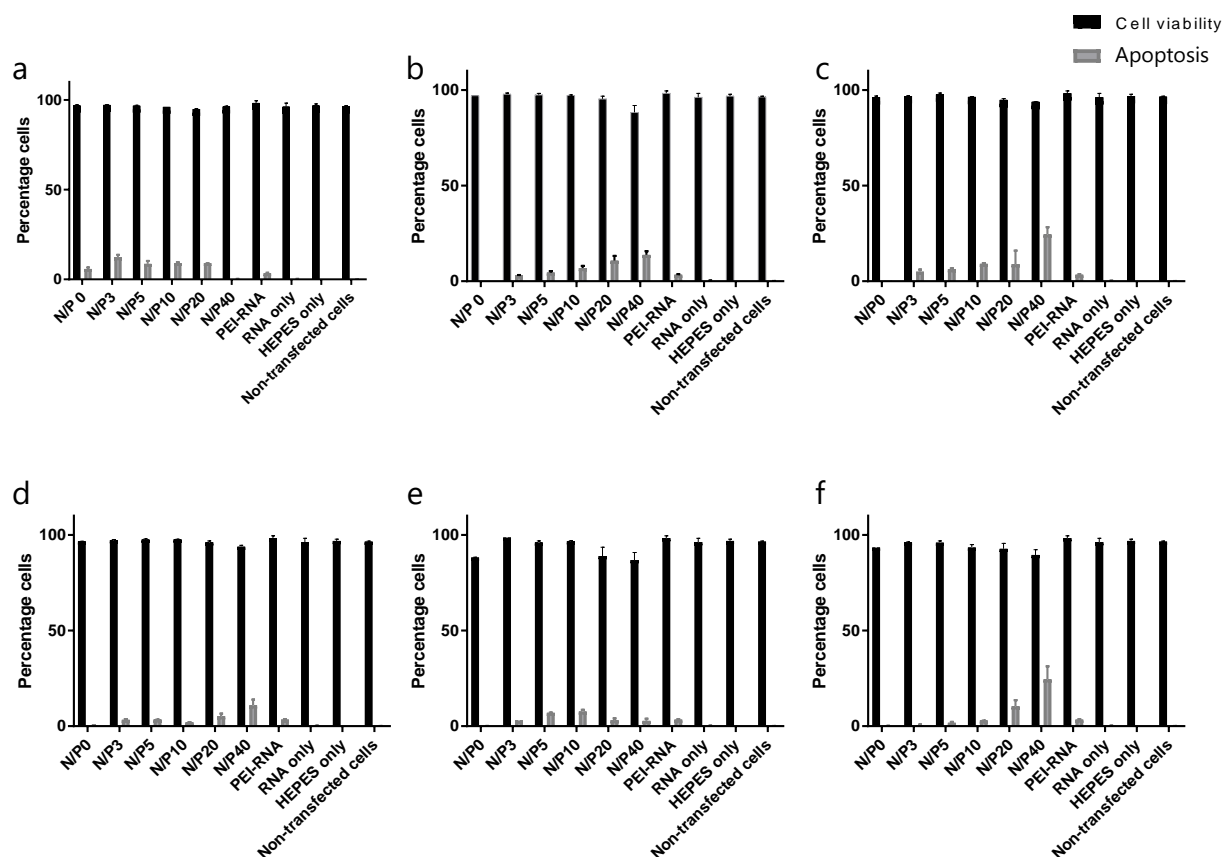 Cell viability
Apoptosis
a
Percentage cells
100
50
0
N/P 0
N/P3
N/P5
N/P10
N/P20
N/P40
PEI-RNA
RNA only
HEPES only
Non-transfected cells
b
Percentage cells
100
50
0
N/P 0
N/P3
N/P5
N/P10
N/P20
N/P40
PEI-RNA
RNA only
HEPES only
Non-transfected cells
c
Percentage cells
100
50
0
N/P0
N/P3
N/P5
N/P10
N/P20
N/P40
PEI-RNA
RNA only
HEPES only
Non-transfected cells
d
Percentage cells
100
50
0
N/P0
N/P3
N/P5
N/P10
N/P20
N/P40
PEI-RNA
RNA only
HEPES only
Non-transfected cells
e
Percentage cells
100
50
0
N/P0
N/P3
N/P5
N/P10
N/P20
N/P40
PEI-RNA
RNA only
HEPES only
Non-transfected cells
f
Percentage cells
100
50
0
N/P0
N/P3
N/P5
N/P10
N/P20
N/P40
PEI-RNA
RNA only
HEPES only
Non-transfected cells